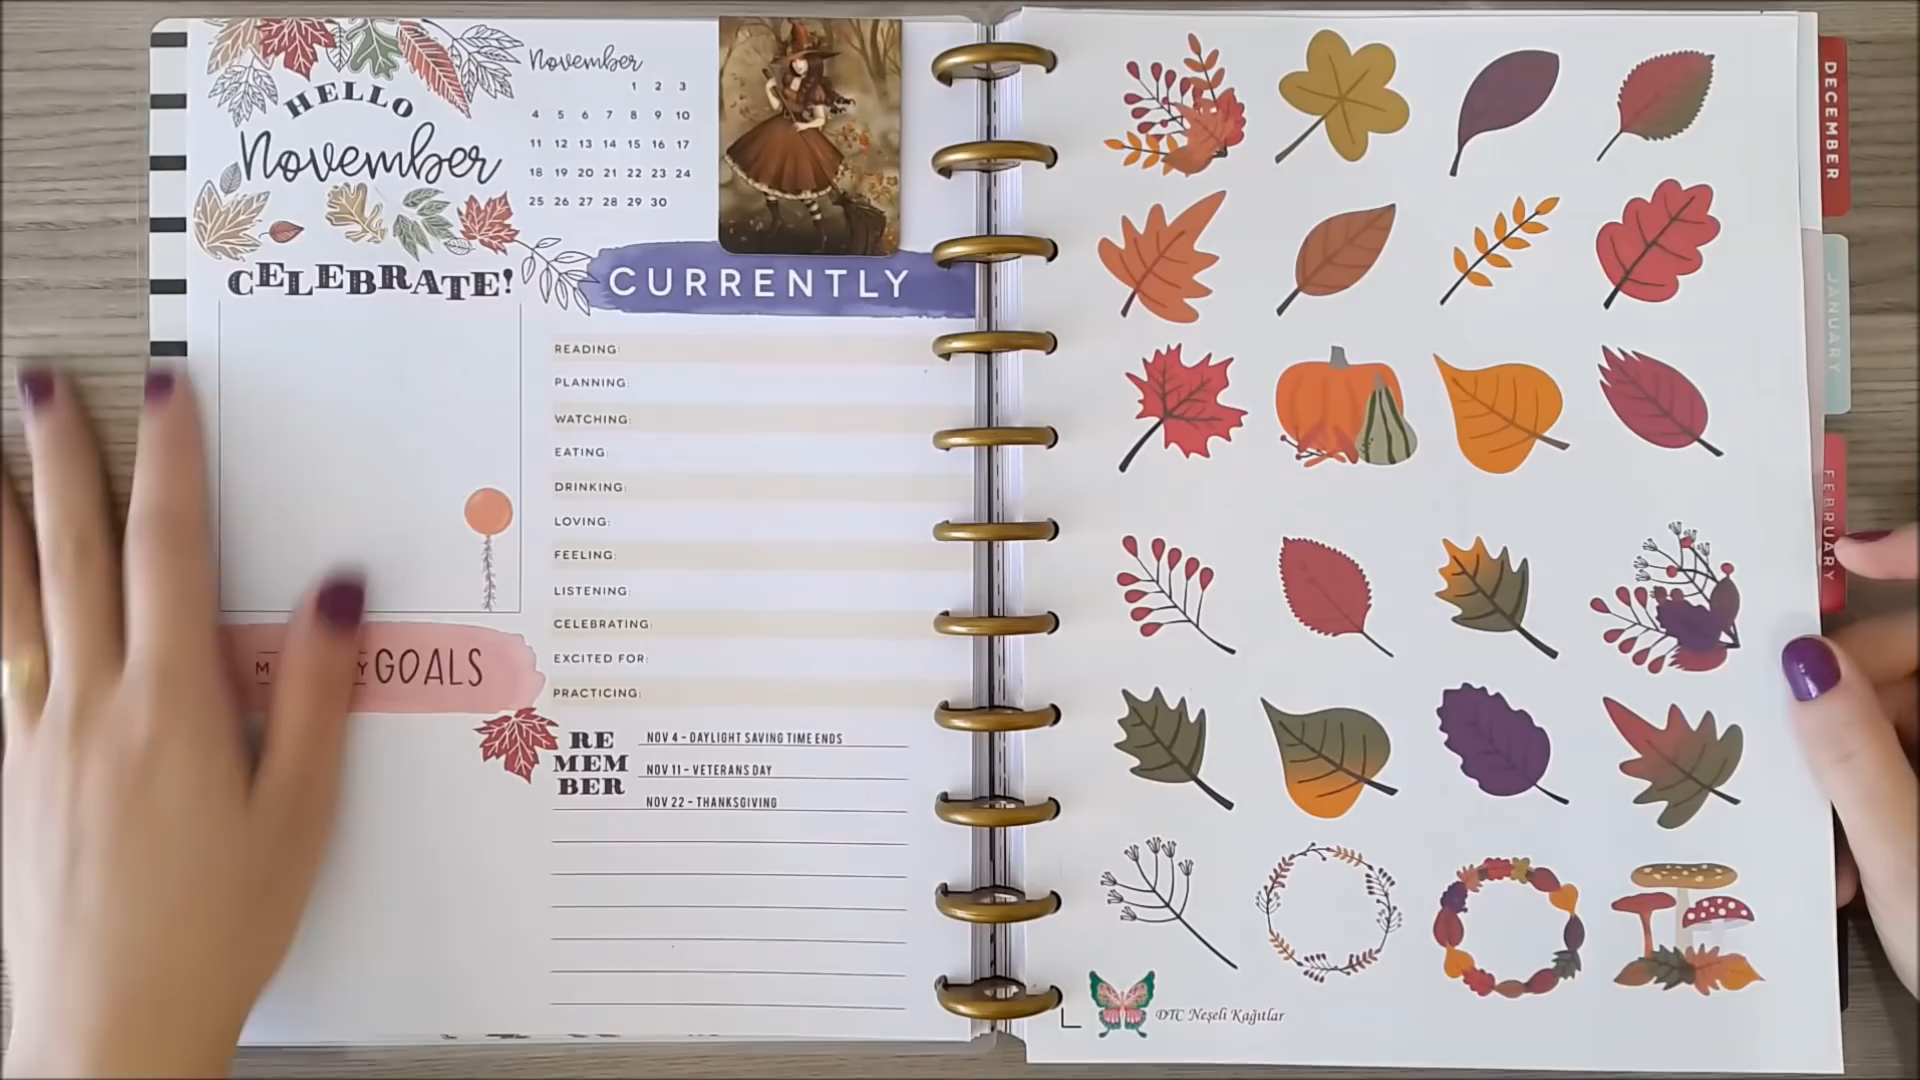 HELLO
November
CELEBRATE!
November
1 2 3
4 5 6 7 8 9 10
11 12 13 14 15 16 17
18 19 20 21 22 23 24
25 26 27 28 29 30
CURRENTLY
READING:
PLANNING:
WATCHING:
EATING:
DRINKING:
LOVING:
FEELING:
LISTENING:
CELEBRATING:
EXCITED FOR:
PRACTICING:
GOALS
RE
MEM
BER
NOV 4 - DAYLIGHT SAVING TIME ENDS
NOV 11 - VETERANS DAY
NOV 22 - THANKSGIVING
DTC Neşeli Kağıtlar
DECEMBER
JANUARY
FEBRUARY